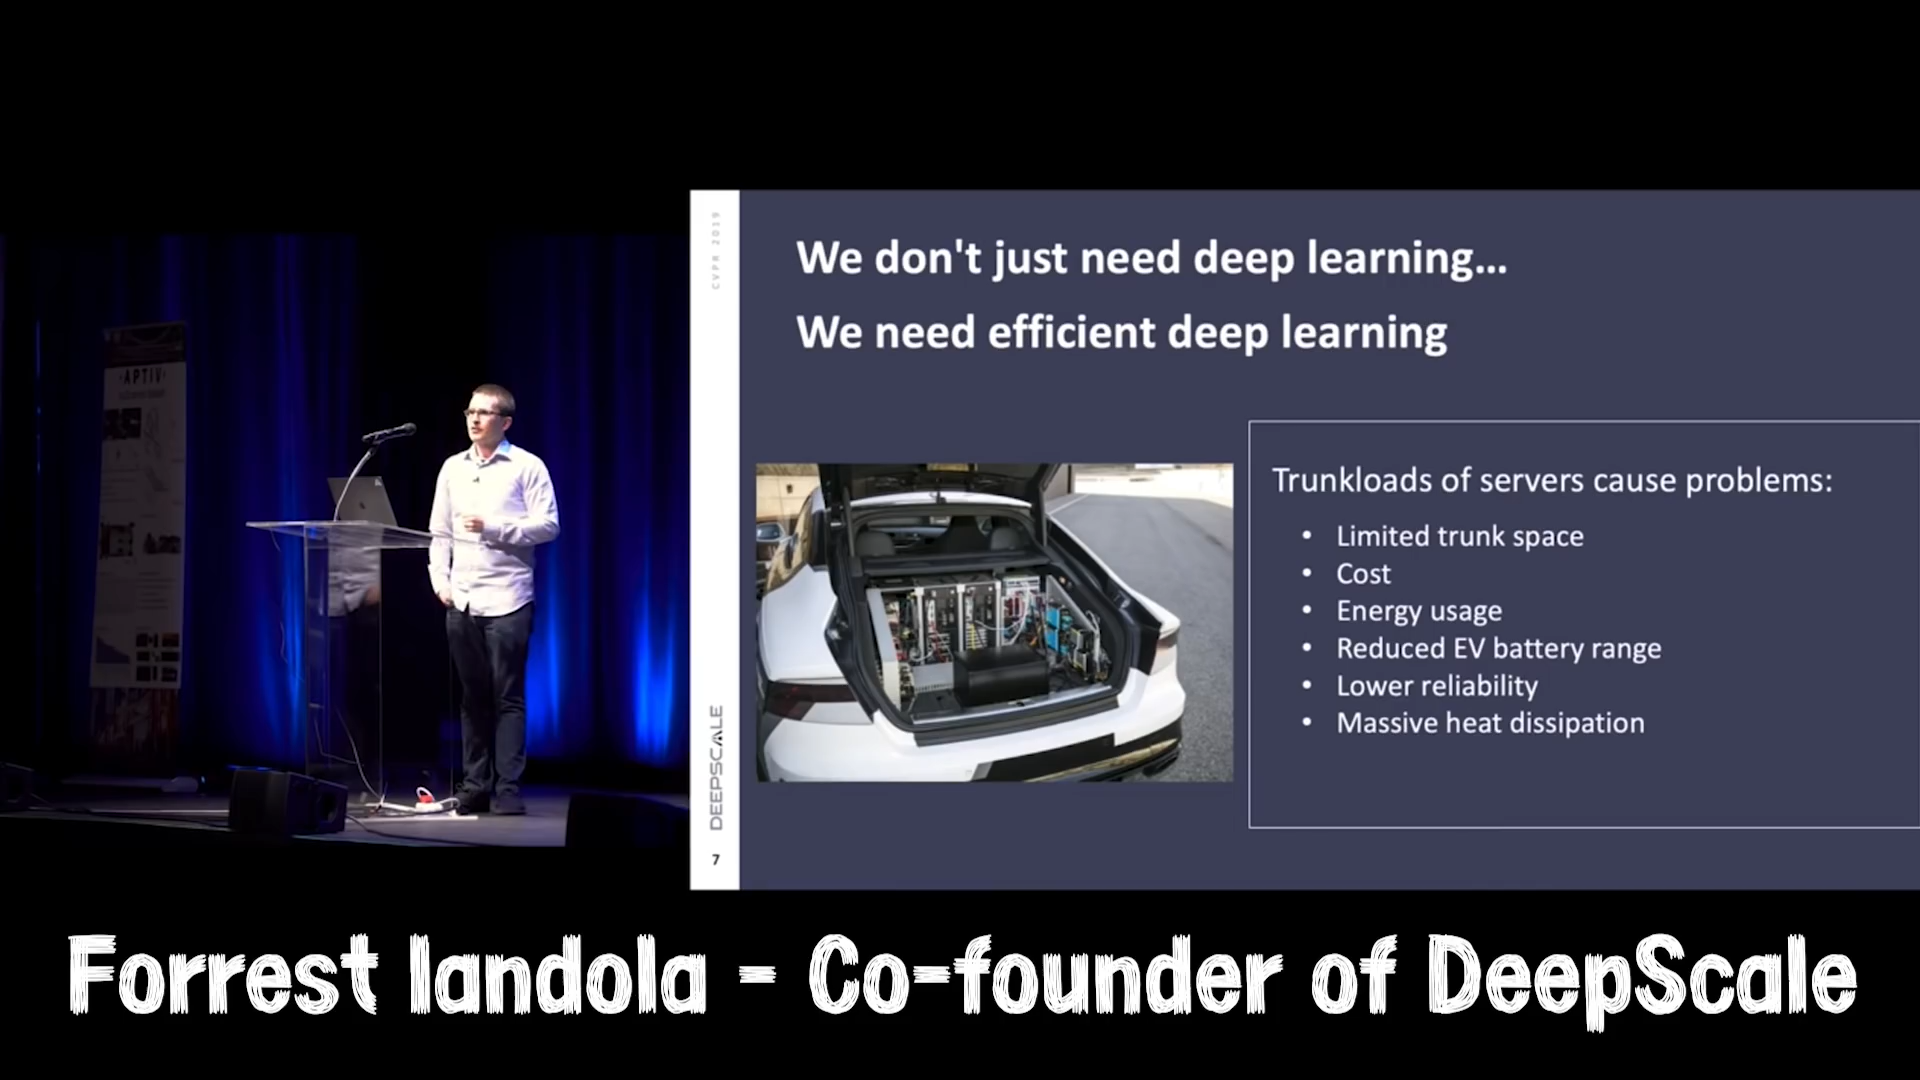 APTIV
CVPR 2019
We don't just need deep learning...
We need efficient deep learning
Trunkloads of servers cause problems:
• Limited trunk space
• Cost
• Energy usage
• Reduced EV battery range
• Lower reliability
• Massive heat dissipation
DEEPSCALE
7
Forrest Iandola - Co-founder of DeepScale